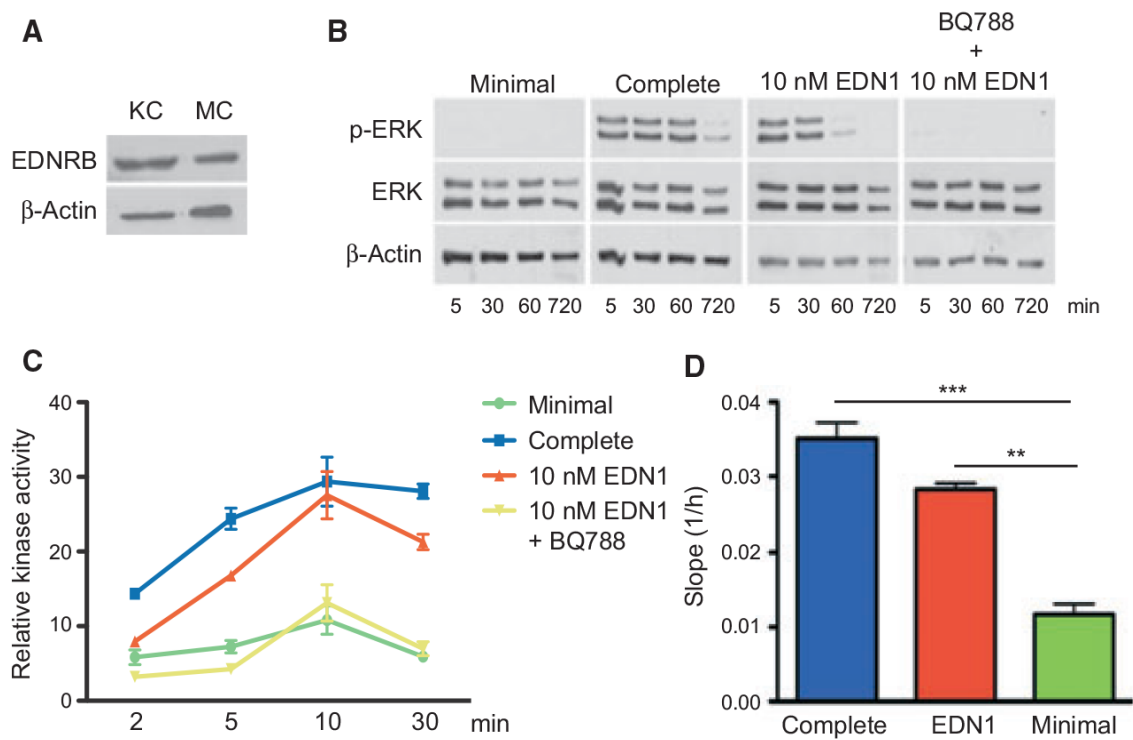 A
KC MC
EDNRB
β-Actin
B
BQ788
+
Minimal Complete 10 nM EDN1 10 nM EDN1
p-ERK
ERK
β-Actin
5 30 60 720 5 30 60 720 5 30 60 720 5 30 60 720 min
C
Relative kinase activity
40
30
20
10
0
2 5 10 30 min
Minimal
Complete
10 nM EDN1
10 nM EDN1
+ BQ788
D
Slope (1/h)
0.04
0.03
0.02
0.01
0.00
***
**
Complete EDN1 Minimal